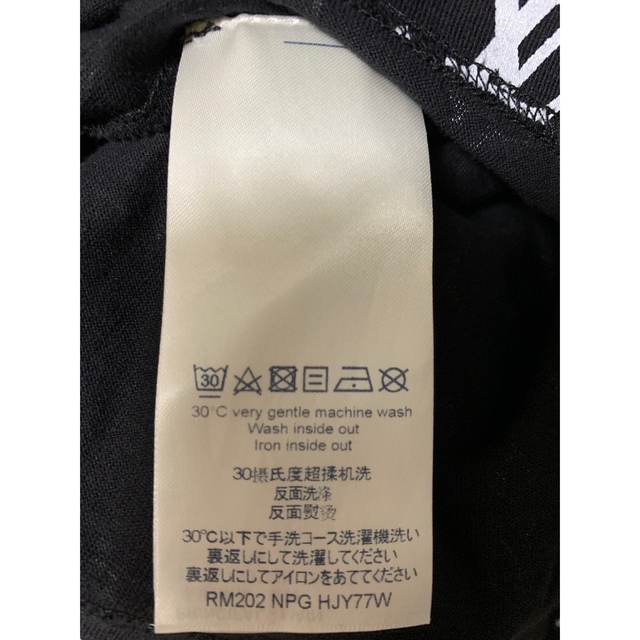 30
30°C very gentle machine wash
Wash inside out
Iron inside out
30摄氏度超揉机洗
反面洗涤
反面熨烫
30℃以下で手洗コース洗濯機洗い
裏返しにして洗濯してください
裏返しにしてアイロンをあててください
RM202 NPG HJY77W